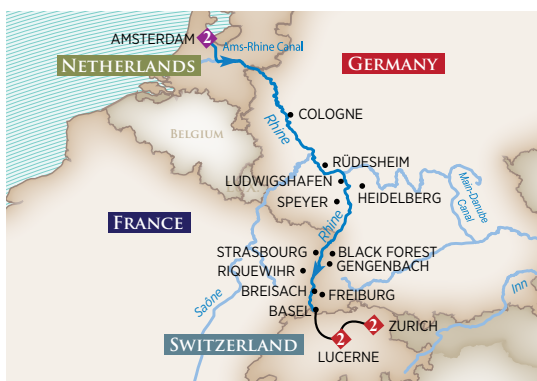 AMSTERDAM
2
Ams-Rhine Canal
NETHERLANDS
GERMANY
COLOGNE
Rhine
BELGIUM
RÜDESHEIM
LUDWIGSHAFEN
HEIDELBERG
SPEYER
Main-Danube
Canal
FRANCE
Rhine
STRASBOURG
BLACK FOREST
RIQUEWIHR
GENGENBACH
Saône
Inn
BREISACH
FREIBURG
BASEL
2
ZURICH
SWITZERLAND
2
LUCERNE